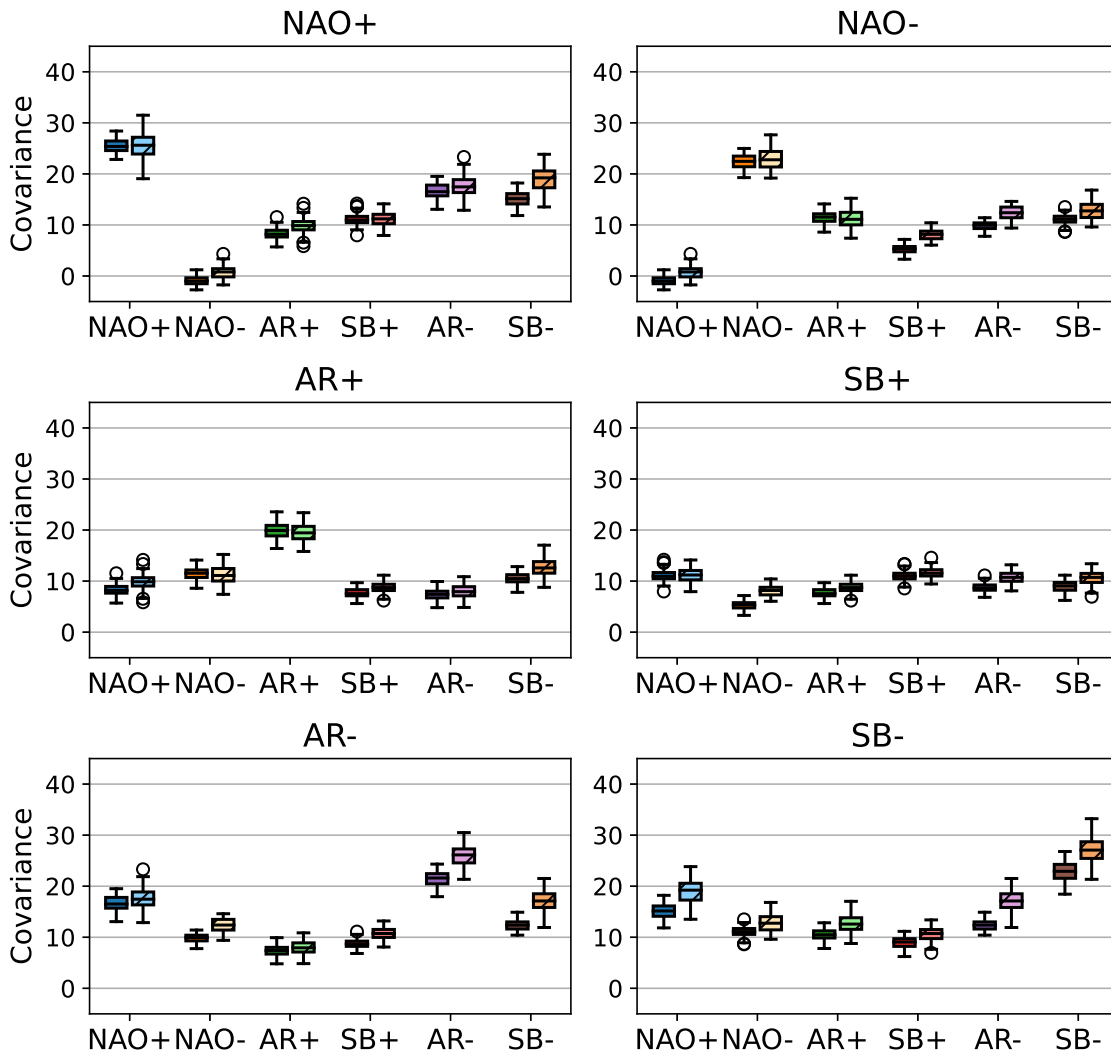 NAO+ NAO-
Covariance
40 40
30 30
20 20
10 10
0 0
NAO+ NAO- AR+ SB+ AR- SB- NAO+ NAO- AR+ SB+ AR- SB-
AR+ SB+
Covariance
40 40
30 30
20 20
10 10
0 0
NAO+ NAO- AR+ SB+ AR- SB- NAO+ NAO- AR+ SB+ AR- SB-
AR- SB-
Covariance
40 40
30 30
20 20
10 10
0 0
NAO+ NAO- AR+ SB+ AR- SB- NAO+ NAO- AR+ SB+ AR- SB-